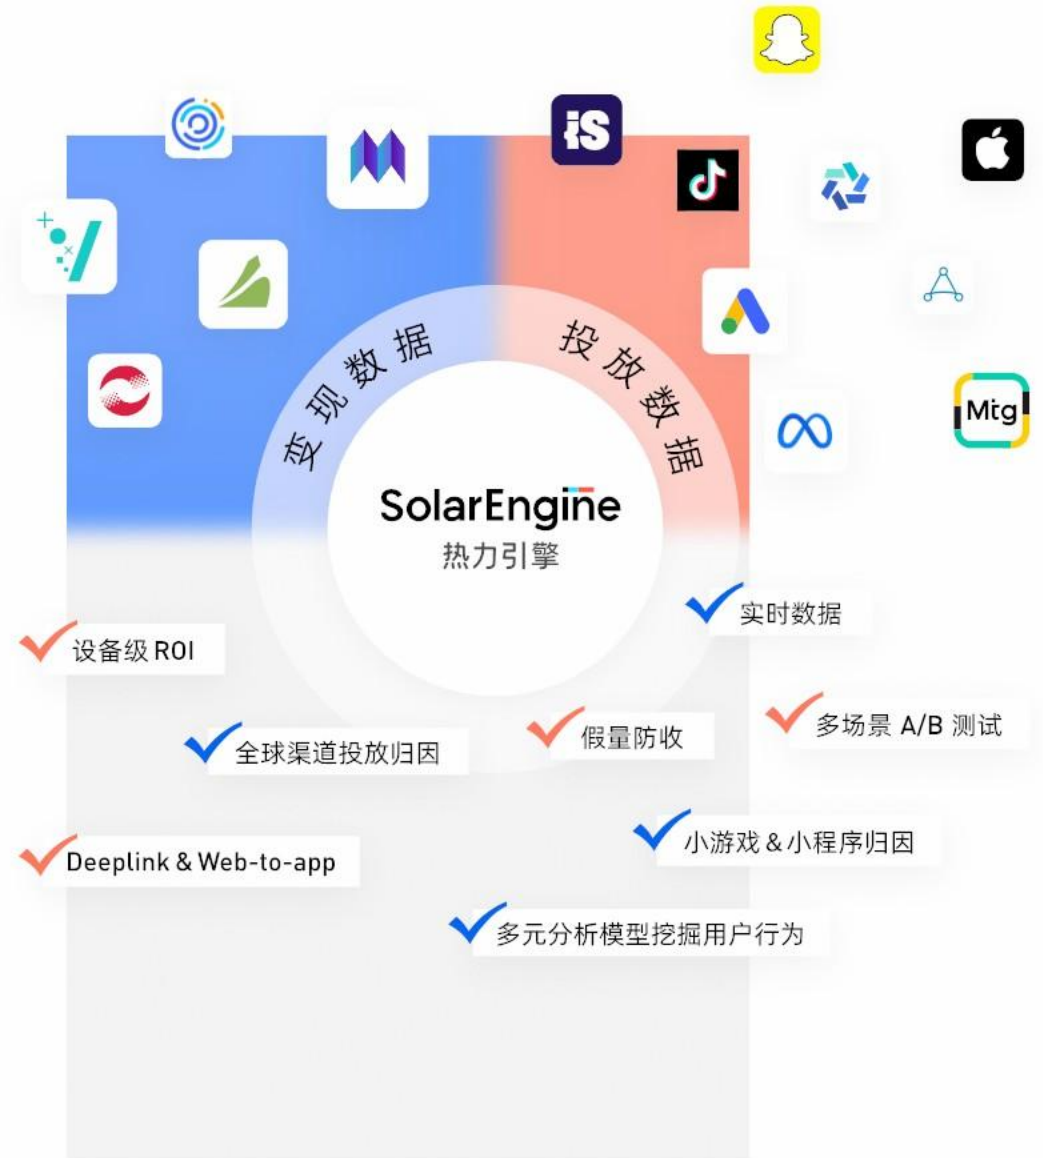 iS
变现数据
投放数据
Mtg
SolarEngine
热力引擎
实时数据
设备级 ROI
多场景 A/B 测试
假量防收
全球渠道投放归因
小游戏 & 小程序归因
Deeplink & Web-to-app
多元分析模型挖掘用户行为